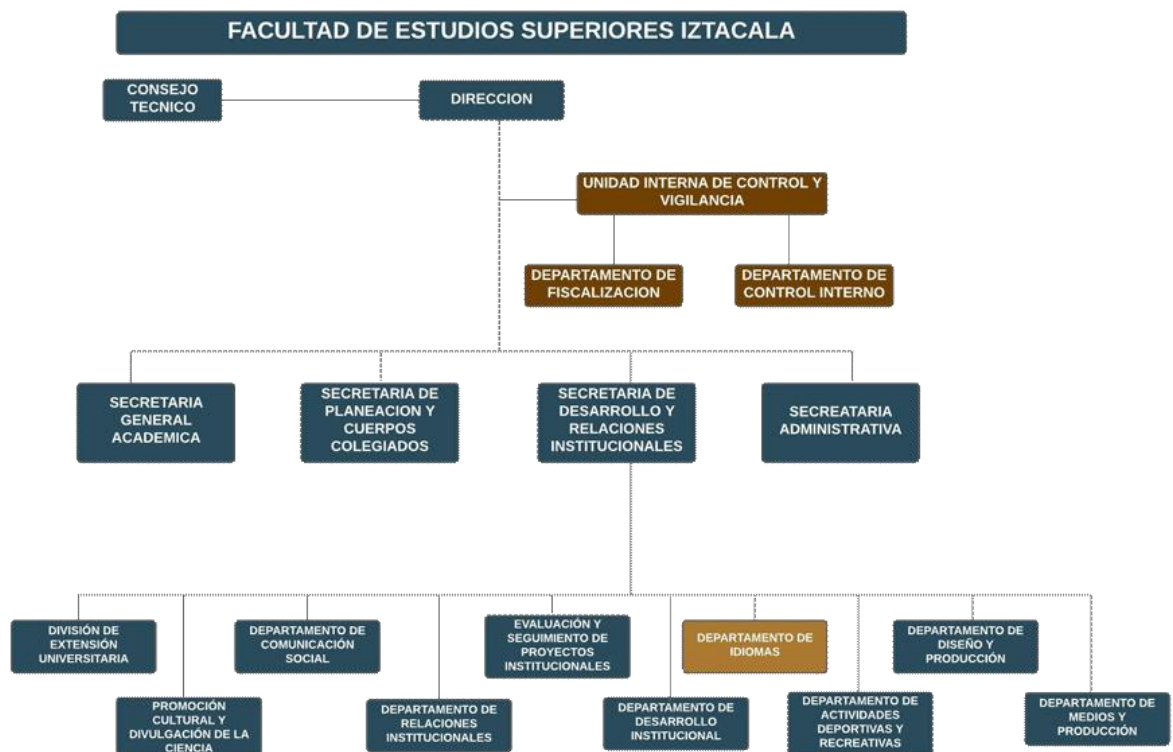 FACULTAD DE ESTUDIOS SUPERIORES IZTACALA
CONSEJO
TECNICO
DIRECCION
UNIDAD INTERNA DE CONTROL Y
VIGILANCIA
DEPARTAMENTO DE
FISCALIZACION
DEPARTAMENTO DE
CONTROL INTERNO
SECRETARIA
GENERAL
ACADEMICA
SECRETARIA DE
PLANEACION Y
CUERPOS
COLEGIADOS
SECRETARIA DE
DESARROLLO Y
RELACIONES
INSTITUCIONALES
SECREATARIA
ADMINISTRATIVA
DIVISIÓN DE
EXTENSIÓN
UNIVERSITARIA
DEPARTAMENTO DE
COMUNICACIÓN
SOCIAL
EVALUACIÓN Y
SEGUIMIENTO DE
PROYECTOS
INSTITUCIONALES
DEPARTAMENTO DE
IDIOMAS
DEPARTAMENTO DE
DISEÑO Y
PRODUCCIÓN
PROMOCIÓN
CULTURAL Y
DIVULGACIÓN DE LA
CIENCIA
DEPARTAMENTO DE
RELACIONES
INSTITUCIONALES
DEPARTAMENTO DE
DESARROLLO
INSTITUCIONAL
DEPARTAMENTO DE
ACTIVIDADES
DEPORTIVAS Y
RECREATIVAS
DEPARTAMENTO DE
MEDIOS Y
PRODUCCIÓN